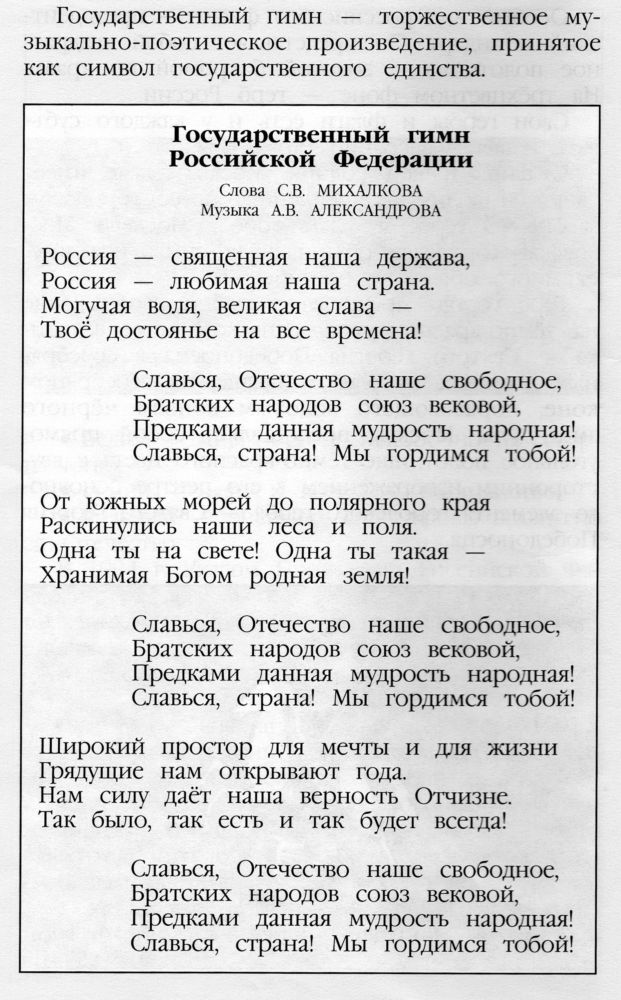 Государственный гимн — торжественное му-
зыкально-поэтическое произведение, принятое
как символ государственного единства.
Государственный гимн
Российской Федерации
Слова С.В. МИХАЛКОВА
Музыка А.В. АЛЕКСАНДРОВА
Россия — священная наша держава,
Россия — любимая наша страна.
Могучая воля, великая слава —
Твоё достоянье на все времена!
Славься, Отечество наше свободное,
Братских народов союз вековой,
Предками данная мудрость народная!
Славься, страна! Мы гордимся тобой!
От южных морей до полярного края
Раскинулись наши леса и поля.
Одна ты на свете! Одна ты такая —
Хранимая Богом родная земля!
Славься, Отечество наше свободное,
Братских народов союз вековой,
Предками данная мудрость народная!
Славься, страна! Мы гордимся тобой!
Широкий простор для мечты и для жизни
Грядущие нам открывают года.
Нам силу даёт наша верность Отчизне.
Так было, так есть и так будет всегда!
Славься, Отечество наше свободное,
Братских народов союз вековой,
Предками данная мудрость народная!
Славься, страна! Мы гордимся тобой!